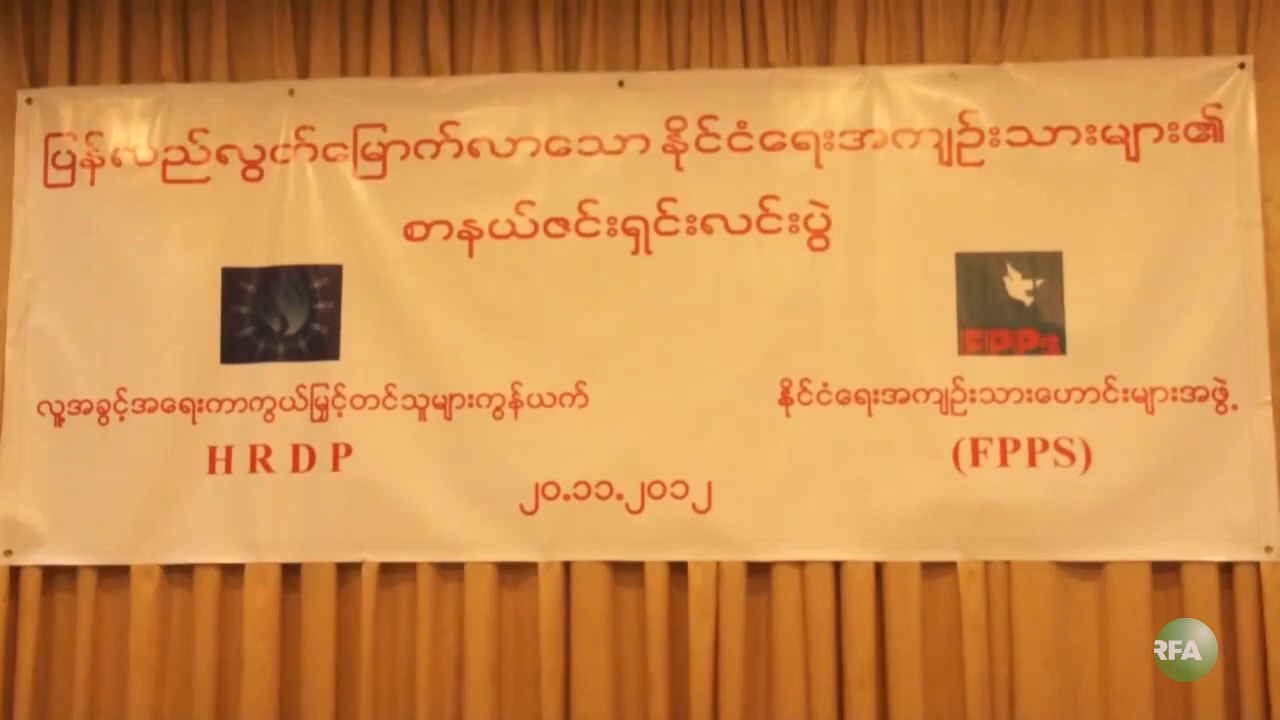 ပြန်လည်လွတ်မြောက်လာသော နိုင်ငံရေးအကျဉ်းသားများ၏
စာနယ်ဇင်းရှင်းလင်းပွဲ
FPPS
လူ့အခွင့်အရေးကာကွယ်မြှင့်တင်သူများကွန်ယက်
နိုင်ငံရေးအကျဉ်းသားဟောင်းများအဖွဲ့
H R D P
(FPPS)
၂၀.၁၁.၂၀၁၂
RFA